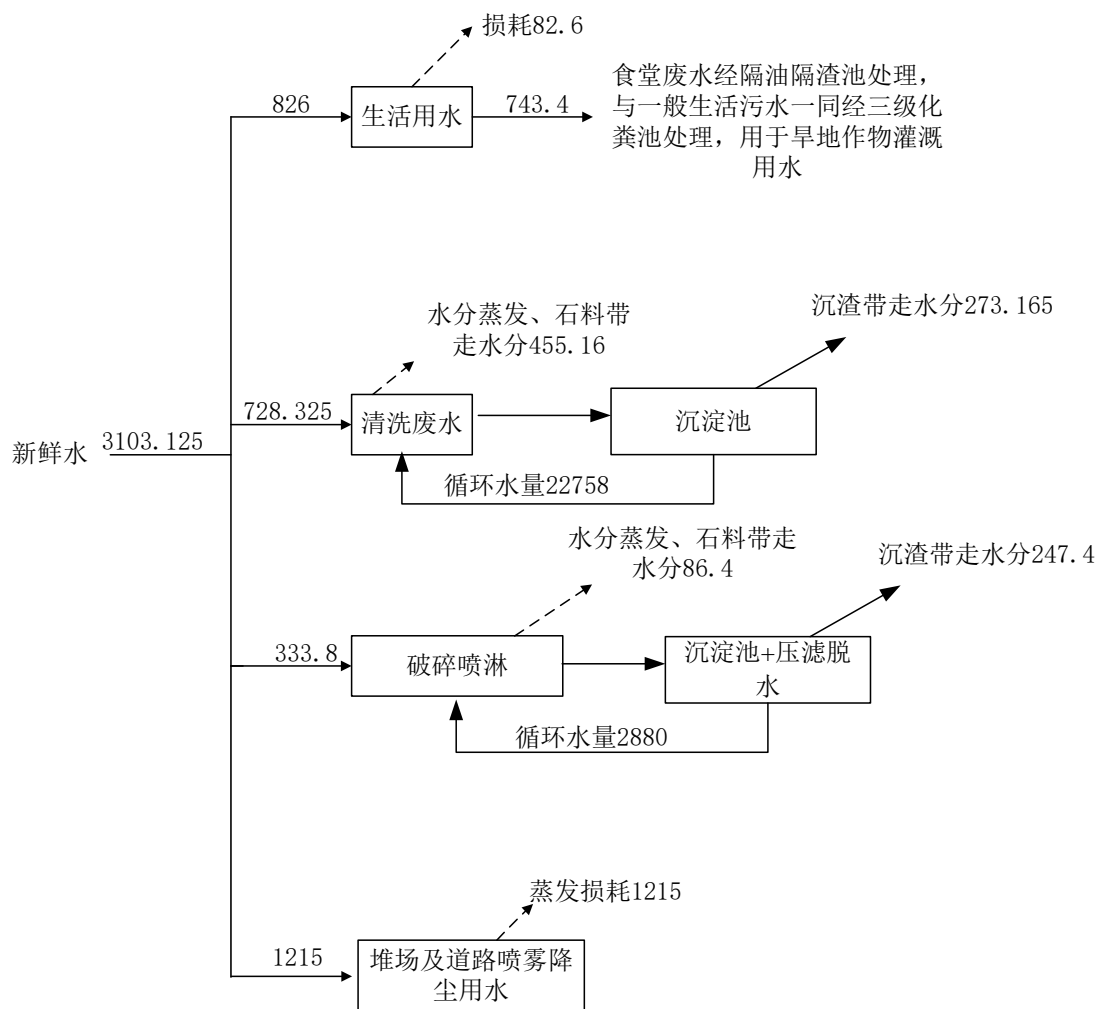 损耗82.6
826
生活用水
743.4
食堂废水经隔油隔渣池处理,
与一般生活污水一同经三级化
粪池处理，用于旱地作物灌溉
用水
水分蒸发、石料带
走水分455.16
沉渣带走水分273.165
728.325
清洗废水
沉淀池
新鲜水
3103.125
循环水量22758
水分蒸发、石料带走
水分86.4
沉渣带走水分247.4
333.8
破碎喷淋
沉淀池+压滤脱
水
循环水量2880
蒸发损耗1215
1215
堆场及道路喷雾降
尘用水